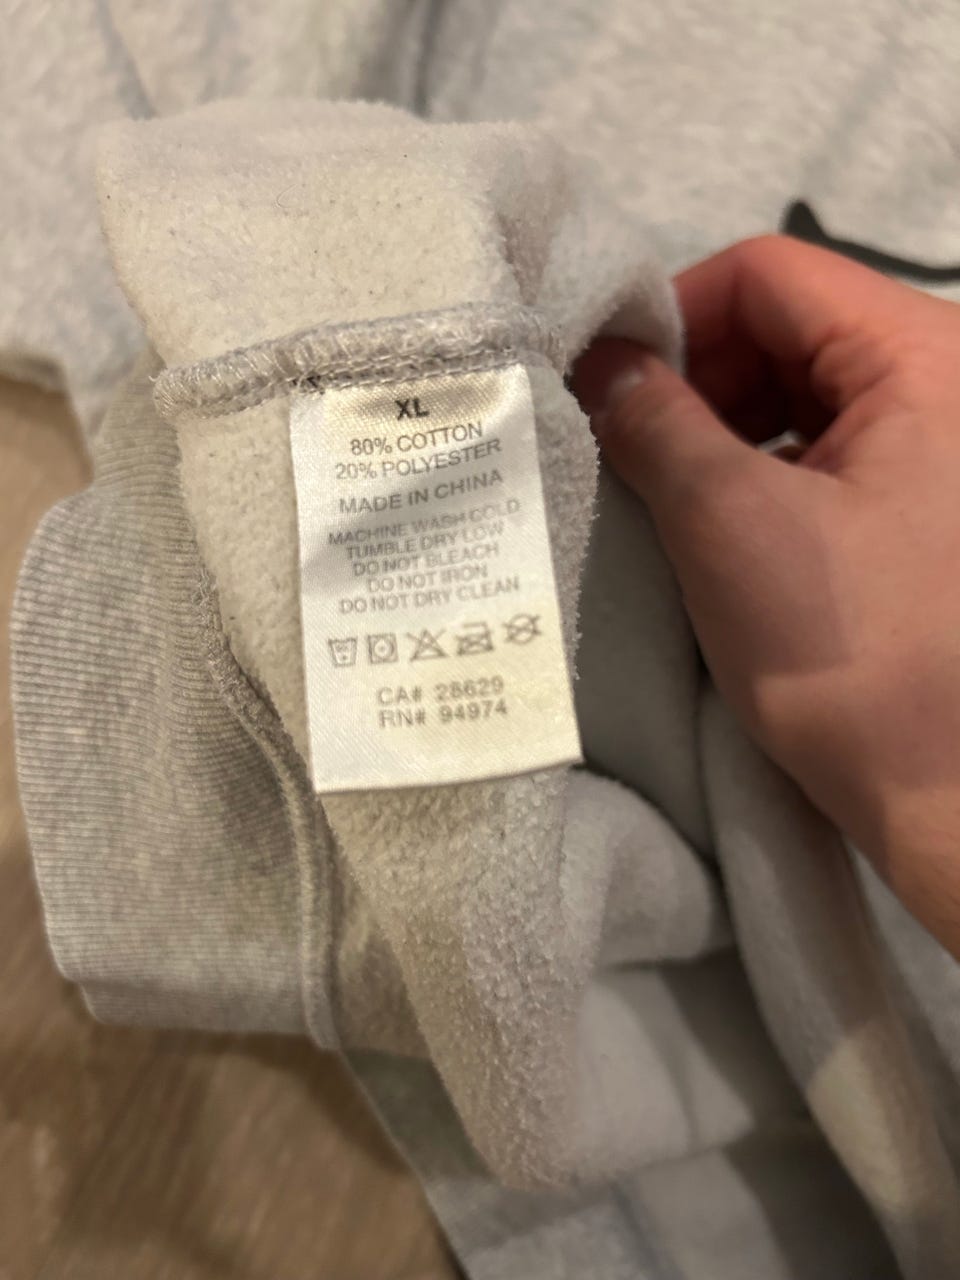 XL
80% COTTON
20% POLYESTER
MADE IN CHINA
MACHINE WASH COLD
TUMBLE DRY LOW
DO NOT BLEACH
DO NOT IRON
DO NOT DRY CLEAN
CA# 28629
RN# 94974